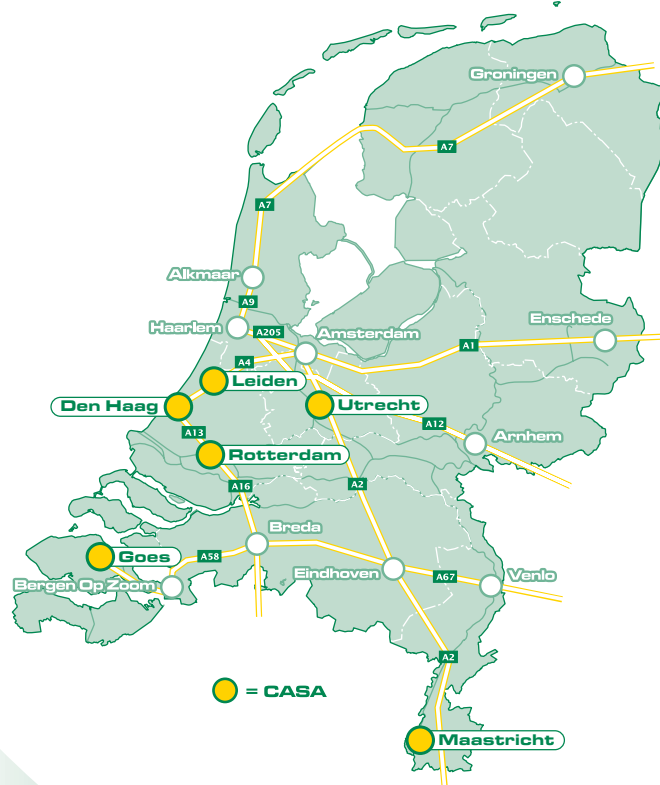 Groningen
A7
A7
Alkmaar
A9
Haarlem
A205
Amsterdam
Enschede
A1
A4
Leiden
Den Haag
Utrecht
A12
A13
Arnhem
Rotterdam
A2
A16
Breda
A58
Goes
Eindhoven
A67
Venlo
Bergen Op Zoom
A2
= CASA
Maastricht